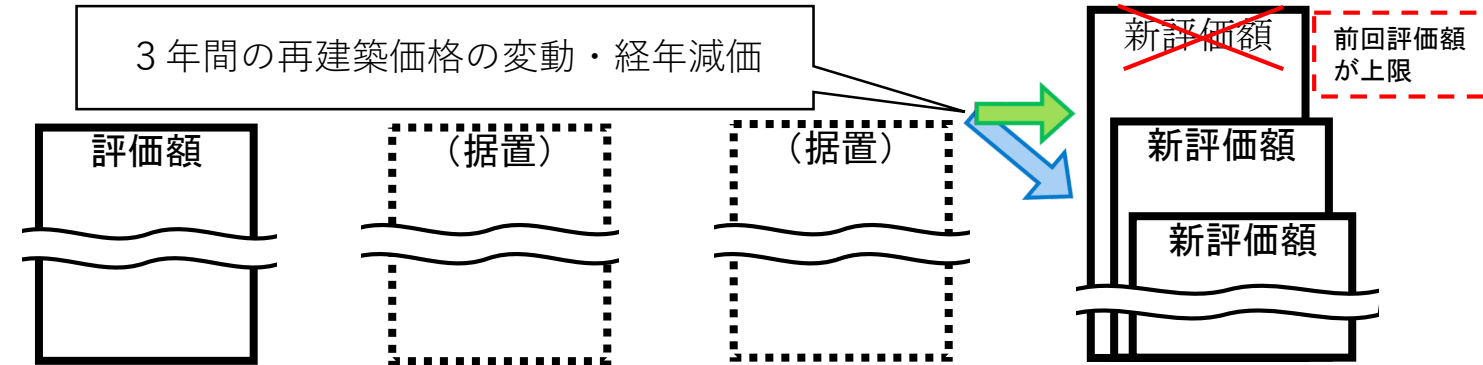 ３年間の再建築価格の変動・経年減価
新評価額
前回評価額
が上限
評価額
（据置）
（据置）
新評価額
新評価額